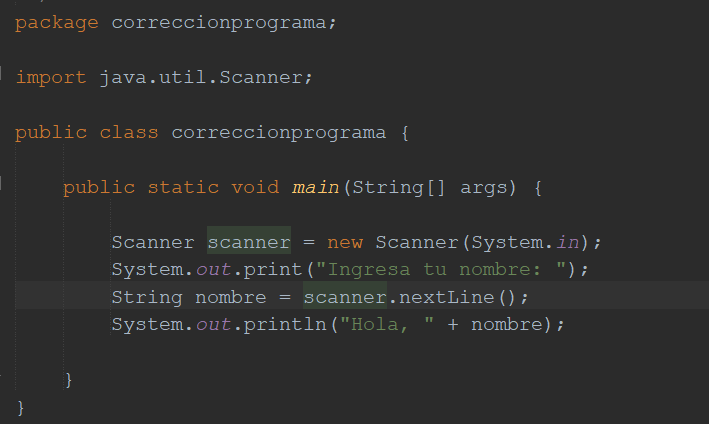 package correccionprograma;
import java.util.Scanner;
public class correccionprograma {
public static void main(String[] args) {
Scanner scanner = new Scanner(System.in);
System.out.print("Ingresa tu nombre: ");
String nombre = scanner.nextLine();
System.out.println("Hola, " + nombre);
}
}